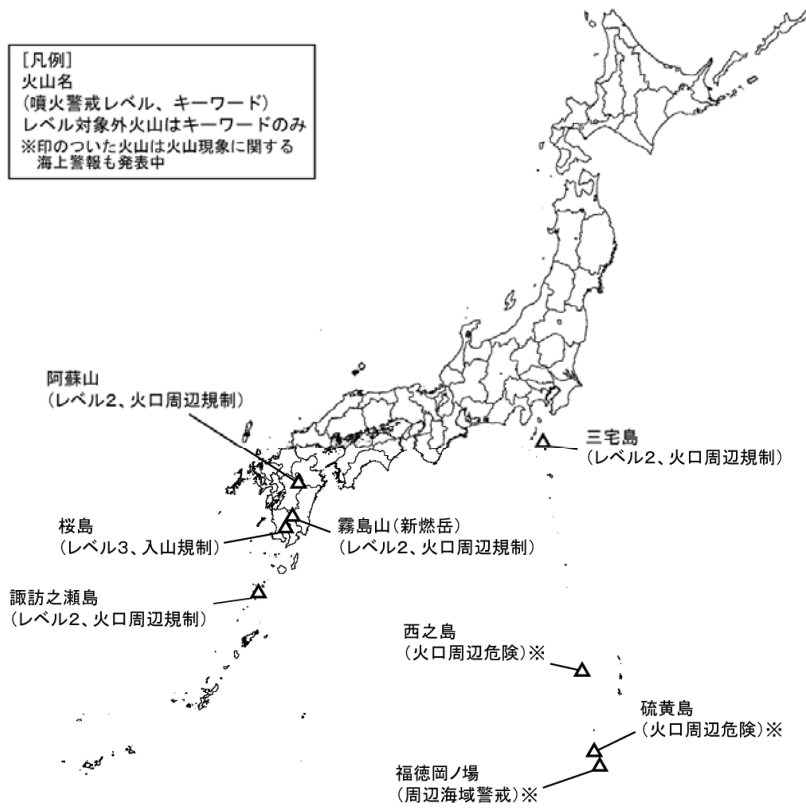 [凡例]
火山名
(噴火警戒レベル、キーワード)
レベル対象外火山はキーワードのみ
※印のついた火山は火山現象に関する
海上警報も発表中
阿蘇山
(レベル2、火口周辺規制)
三宅島
(レベル2、火口周辺規制)
桜島
(レベル3、入山規制)
霧島山(新燃岳)
(レベル2、火口周辺規制)
諏訪之瀬島
(レベル2、火口周辺規制)
西之島
(火口周辺危険)※
硫黄島
(火口周辺危険)※
福徳岡ノ場
(周辺海域警戒)※